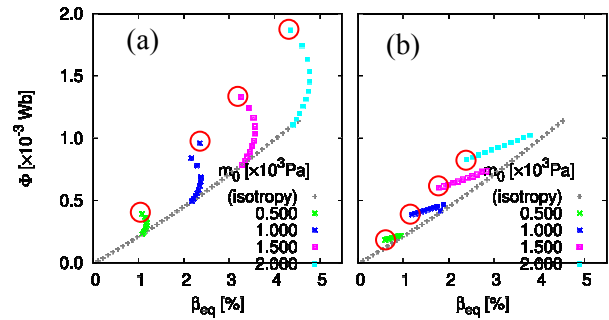 (a)
(b)
Φ [×10⁻³ Wb]
2.0
1.5
1.0
0.5
0.0
m₀ [×10³Pa]
(isotropy)
0.500
1.000
1.500
2.000
m₀ [×10³Pa]
(isotropy)
0.500
1.000
1.500
2.000
0 1 2 3 4 5
0 1 2 3 4 5
βeq [%]
βeq [%]